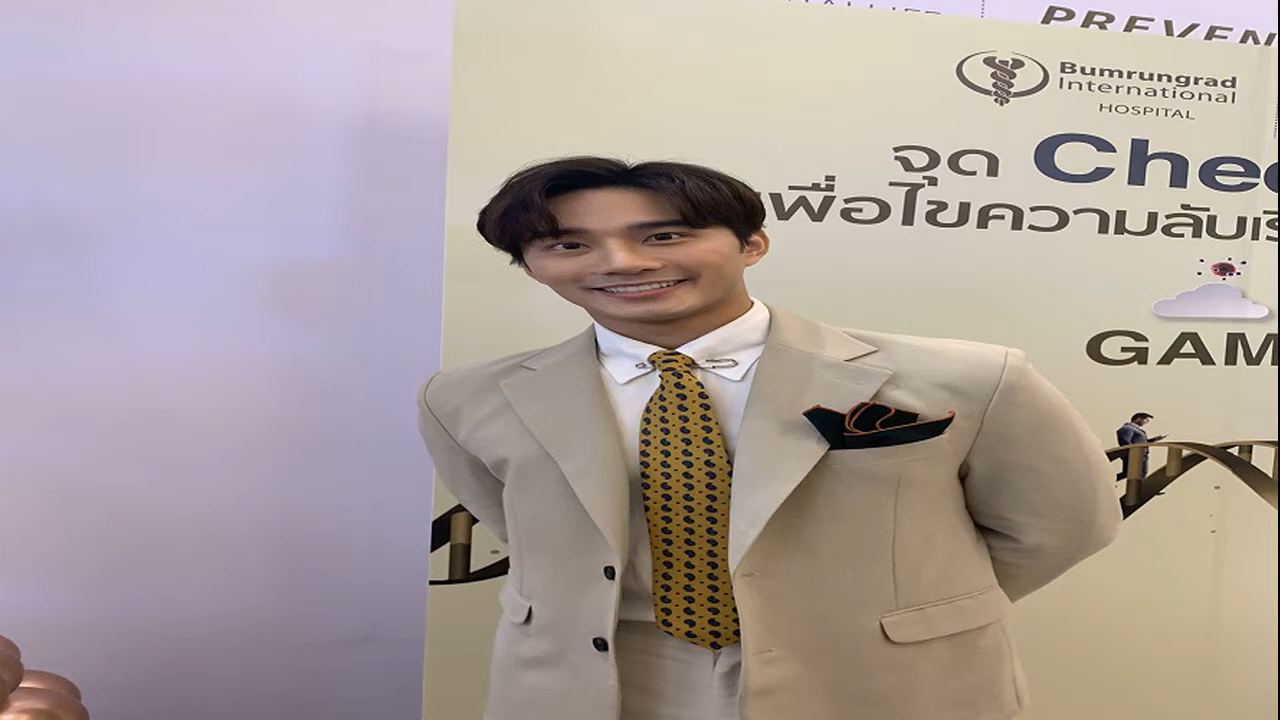 PREVEN
Bumrungrad
International
HOSPITAL
จุด Chec
เพื่อไขความลับเรื
GAM